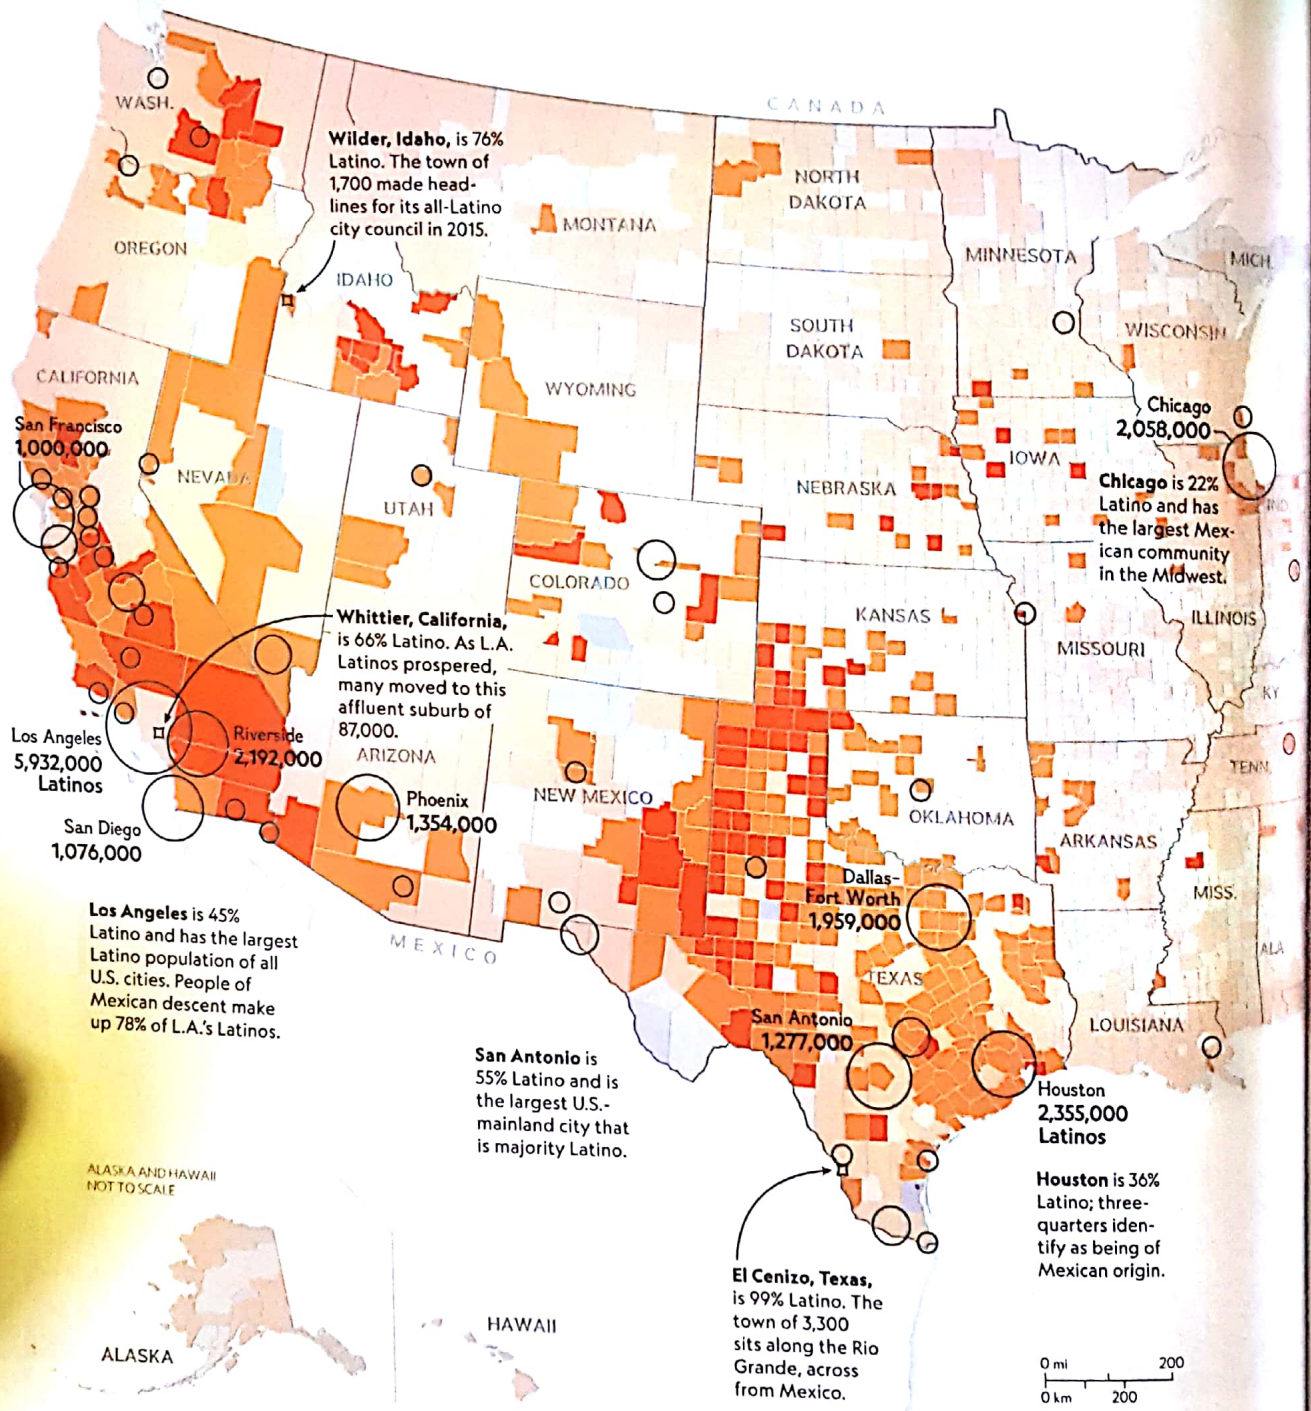 CANADA
WASH.
Wilder, Idaho, is 76%
Latino. The town of
1,700 made head-
lines for its all-Latino
city council in 2015.
NORTH
DAKOTA
MONTANA
OREGON
IDAHO
MINNESOTA
MICH.
SOUTH
DAKOTA
WISCONSIN
CALIFORNIA
WYOMING
San Francisco
1,000,000
Chicago
2,058,000
NEVADA
UTAH
NEBRASKA
IOWA
Chicago is 22%
Latino and has
the largest Mex-
ican community
in the Midwest.
IND
COLORADO
KANSAS
ILLINOIS
MISSOURI
Whittier, California,
is 66% Latino. As L.A.
Latinos prospered,
many moved to this
affluent suburb of
87,000.
KY
Los Angeles
5,932,000
Latinos
Riverside
2,192,000
ARIZONA
TENN.
NEW MEXICO
Phoenix
1,354,000
OKLAHOMA
ARKANSAS
San Diego
1,076,000
Dallas–
Fort Worth
1,959,000
MISS.
ALA
MEXICO
TEXAS
Los Angeles is 45%
Latino and has the largest
Latino population of all
U.S. cities. People of
Mexican descent make
up 78% of L.A.'s Latinos.
San Antonio
1,277,000
LOUISIANA
San Antonio is
55% Latino and is
the largest U.S.-
mainland city that
is majority Latino.
Houston
2,355,000
Latinos
Houston is 36%
Latino; three-
quarters iden-
tify as being of
Mexican origin.
ALASKA AND HAWAII
NOT TO SCALE
El Cenizo, Texas,
is 99% Latino. The
town of 3,300
sits along the Rio
Grande, across
from Mexico.
HAWAII
ALASKA
0 mi 200
0 km 200